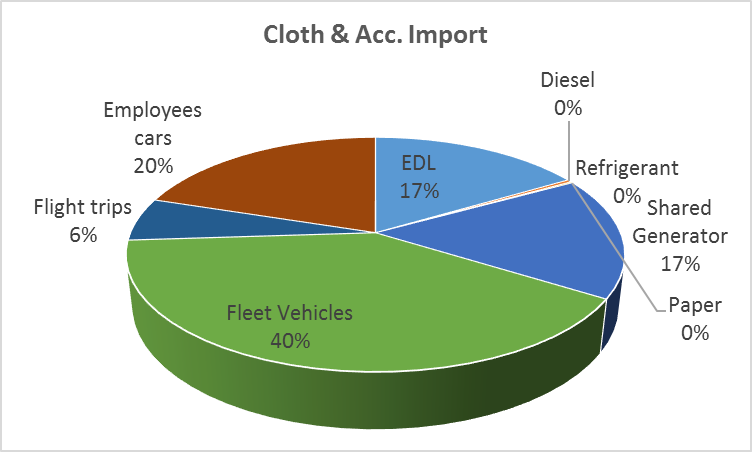 Cloth & Acc. Import
Diesel
0%
Employees
cars
20%
EDL
17%
Refrigerant
0%
Shared
Generator
17%
Flight trips
6%
Paper
0%
Fleet Vehicles
40%